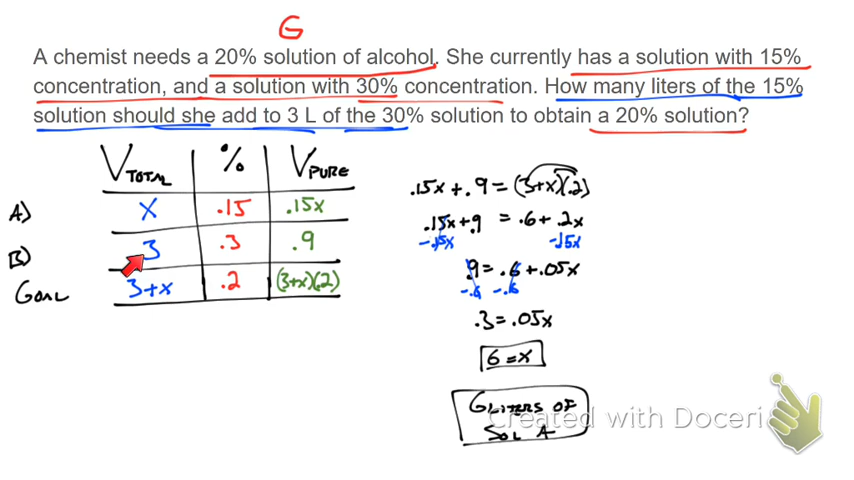 G
A chemist needs a 20% solution of alcohol. She currently has a solution with 15%
concentration, and a solution with 30% concentration. How many liters of the 15%
solution should she add to 3 L of the 30% solution to obtain a 20% solution?
V TOTAL % V PURE
A) x .15 .15x
B) 3 .3 .9
GOAL 3+x .2 (3+x)(.2)
.15x + .9 = (3+x)(.2)
.15x + .9 = .6 + .2x
-.15x -.15x
.9 = .6 + .05x
-.6 -.6
.3 = .05x
6 = x
6 LITERS OF
SOL A
Created with Doceri